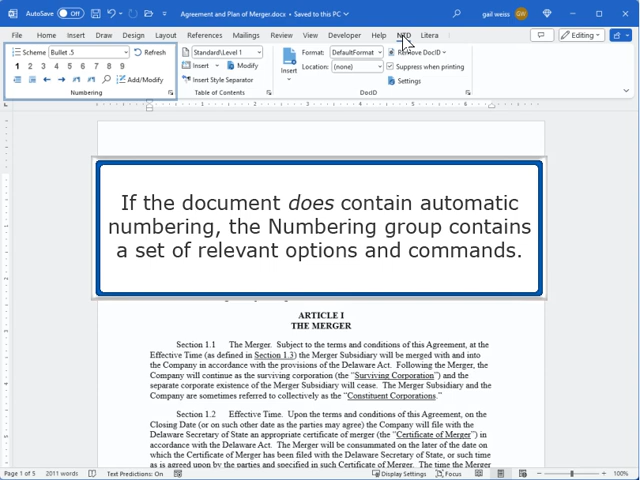 AutoSave Off Agreement and Plan of Merger.docx • Saved to this PC gail weiss GW
File Home Insert Draw Design Layout References Mailings Review View Developer Help NTD Litera Editing
Scheme Bullet .5 Refresh Standard\Level 1 Format: DefaultFormat Remove DocID
1 2 3 4 5 6 7 8 9 Insert Insert Location: (none) Suppress when printing
Add/Modify Insert Style Separator Settings
Numbering Table of Contents DocID
If the document does contain automatic
numbering, the Numbering group contains
a set of relevant options and commands.
ARTICLE I
THE MERGER
Section 1.1 The Merger. Subject to the terms and conditions of this Agreement, at the
Effective Time (as defined in Section 1.3) the Merger Subsidiary will be merged with and into
the Company in accordance with the provisions of the Delaware Act. Following the Merger, the
Company will continue as the surviving corporation (the “Surviving Corporation”) and the
separate corporate existence of the Merger Subsidiary will cease. The Merger Subsidiary and the
Company are sometimes referred to collectively as the “Constituent Corporations.”
Section 1.2 Effective Time. Upon the terms and conditions of this Agreement, on the
Closing Date (or on such other date as the parties may agree) the Company will file with the
Delaware Secretary of State an appropriate certificate of merger (the “Certificate of Merger”) in
accordance with the Delaware Act. The Merger will be consummated on the later of the date on
which the Certificate of Merger has been filed with the Delaware Secretary of State, or such time
as is agreed upon by the parties and specified in such Certificate of Merger. The time the Merger
Page 1 of 5 2011 words Text Predictions: On Display Settings Focus 100%